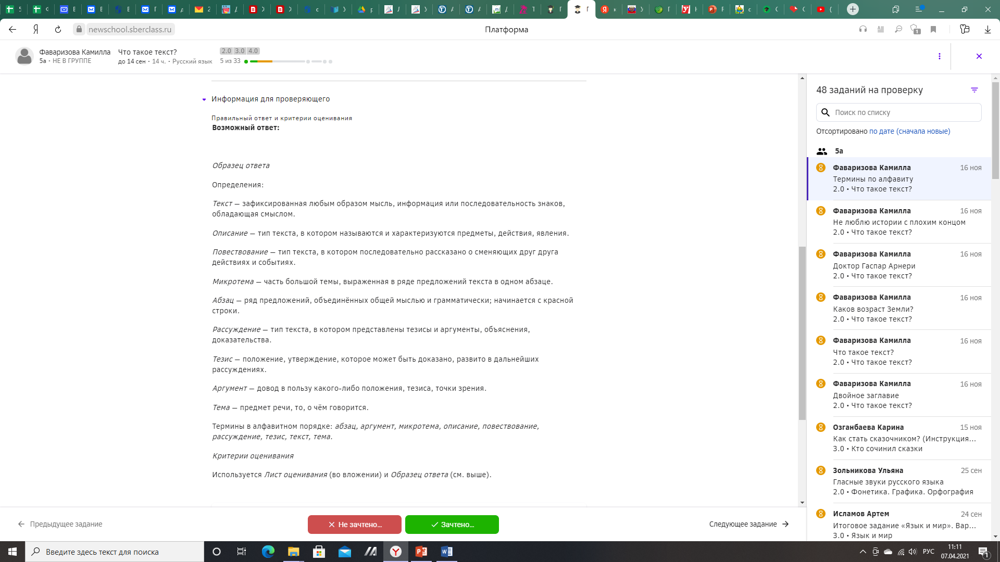 newschool.sberclass.ru
Платформа
Фаваризова Камилла
5а • НЕ В ГРУППЕ
Что такое текст?
до 14 сен • 14 ч. • Русский язык
2.0 3.0 4.0
5 из 33
Информация для проверяющего
Правильный ответ и критерии оценивания
Возможный ответ:
Образец ответа
Определения:
Текст — зафиксированная любым образом мысль, информация или последовательность знаков,
обладающая смыслом.
Описание — тип текста, в котором называются и характеризуются предметы, действия, явления.
Повествование — тип текста, в котором последовательно рассказано о сменяющих друг друга
действиях и событиях.
Микротема — часть большой темы, выраженная в ряде предложений текста в одном абзаце.
Абзац — ряд предложений, объединённых общей мыслью и грамматически; начинается с красной
строки.
Рассуждение — тип текста, в котором представлены тезисы и аргументы, объяснения,
доказательства.
Тезис — положение, утверждение, которое может быть доказано, развито в дальнейших
рассуждениях.
Аргумент — довод в пользу какого-либо положения, тезиса, точки зрения.
Тема — предмет речи, то, о чём говорится.
Термины в алфавитном порядке: абзац, аргумент, микротема, описание, повествование,
рассуждение, тезис, текст, тема.
Критерии оценивания
Используется Лист оценивания (во вложении) и Образец ответа (см. выше).
Предыдущее задание
Не зачтено...
Зачтено...
Следующее задание
48 заданий на проверку
Поиск по списку
Отсортировано по дате (сначала новые)
5а
Фаваризова Камилла 16 ноя
Термины по алфавиту
2.0 • Что такое текст?
Фаваризова Камилла 16 ноя
Не люблю истории с плохим концом
2.0 • Что такое текст?
Фаваризова Камилла 16 ноя
Доктор Гаспар Арнери
2.0 • Что такое текст?
Фаваризова Камилла 16 ноя
Каков возраст Земли?
2.0 • Что такое текст?
Фаваризова Камилла 16 ноя
Что такое текст?
2.0 • Что такое текст?
Фаваризова Камилла 16 ноя
Двойное заглавие
2.0 • Что такое текст?
Озганбаева Карина 15 ноя
Как стать сказочником? (Инструкция...
3.0 • Кто сочинил сказки
Зольникова Ульяна 25 сен
Гласные звуки русского языка
2.0 • Фонетика. Графика. Орфография
Исламов Артем 24 сен
Итоговое задание «Язык и мир». Вар...
3.0 • Язык и мир
Введите здесь текст для поиска
РУС
11:11
07.04.2021